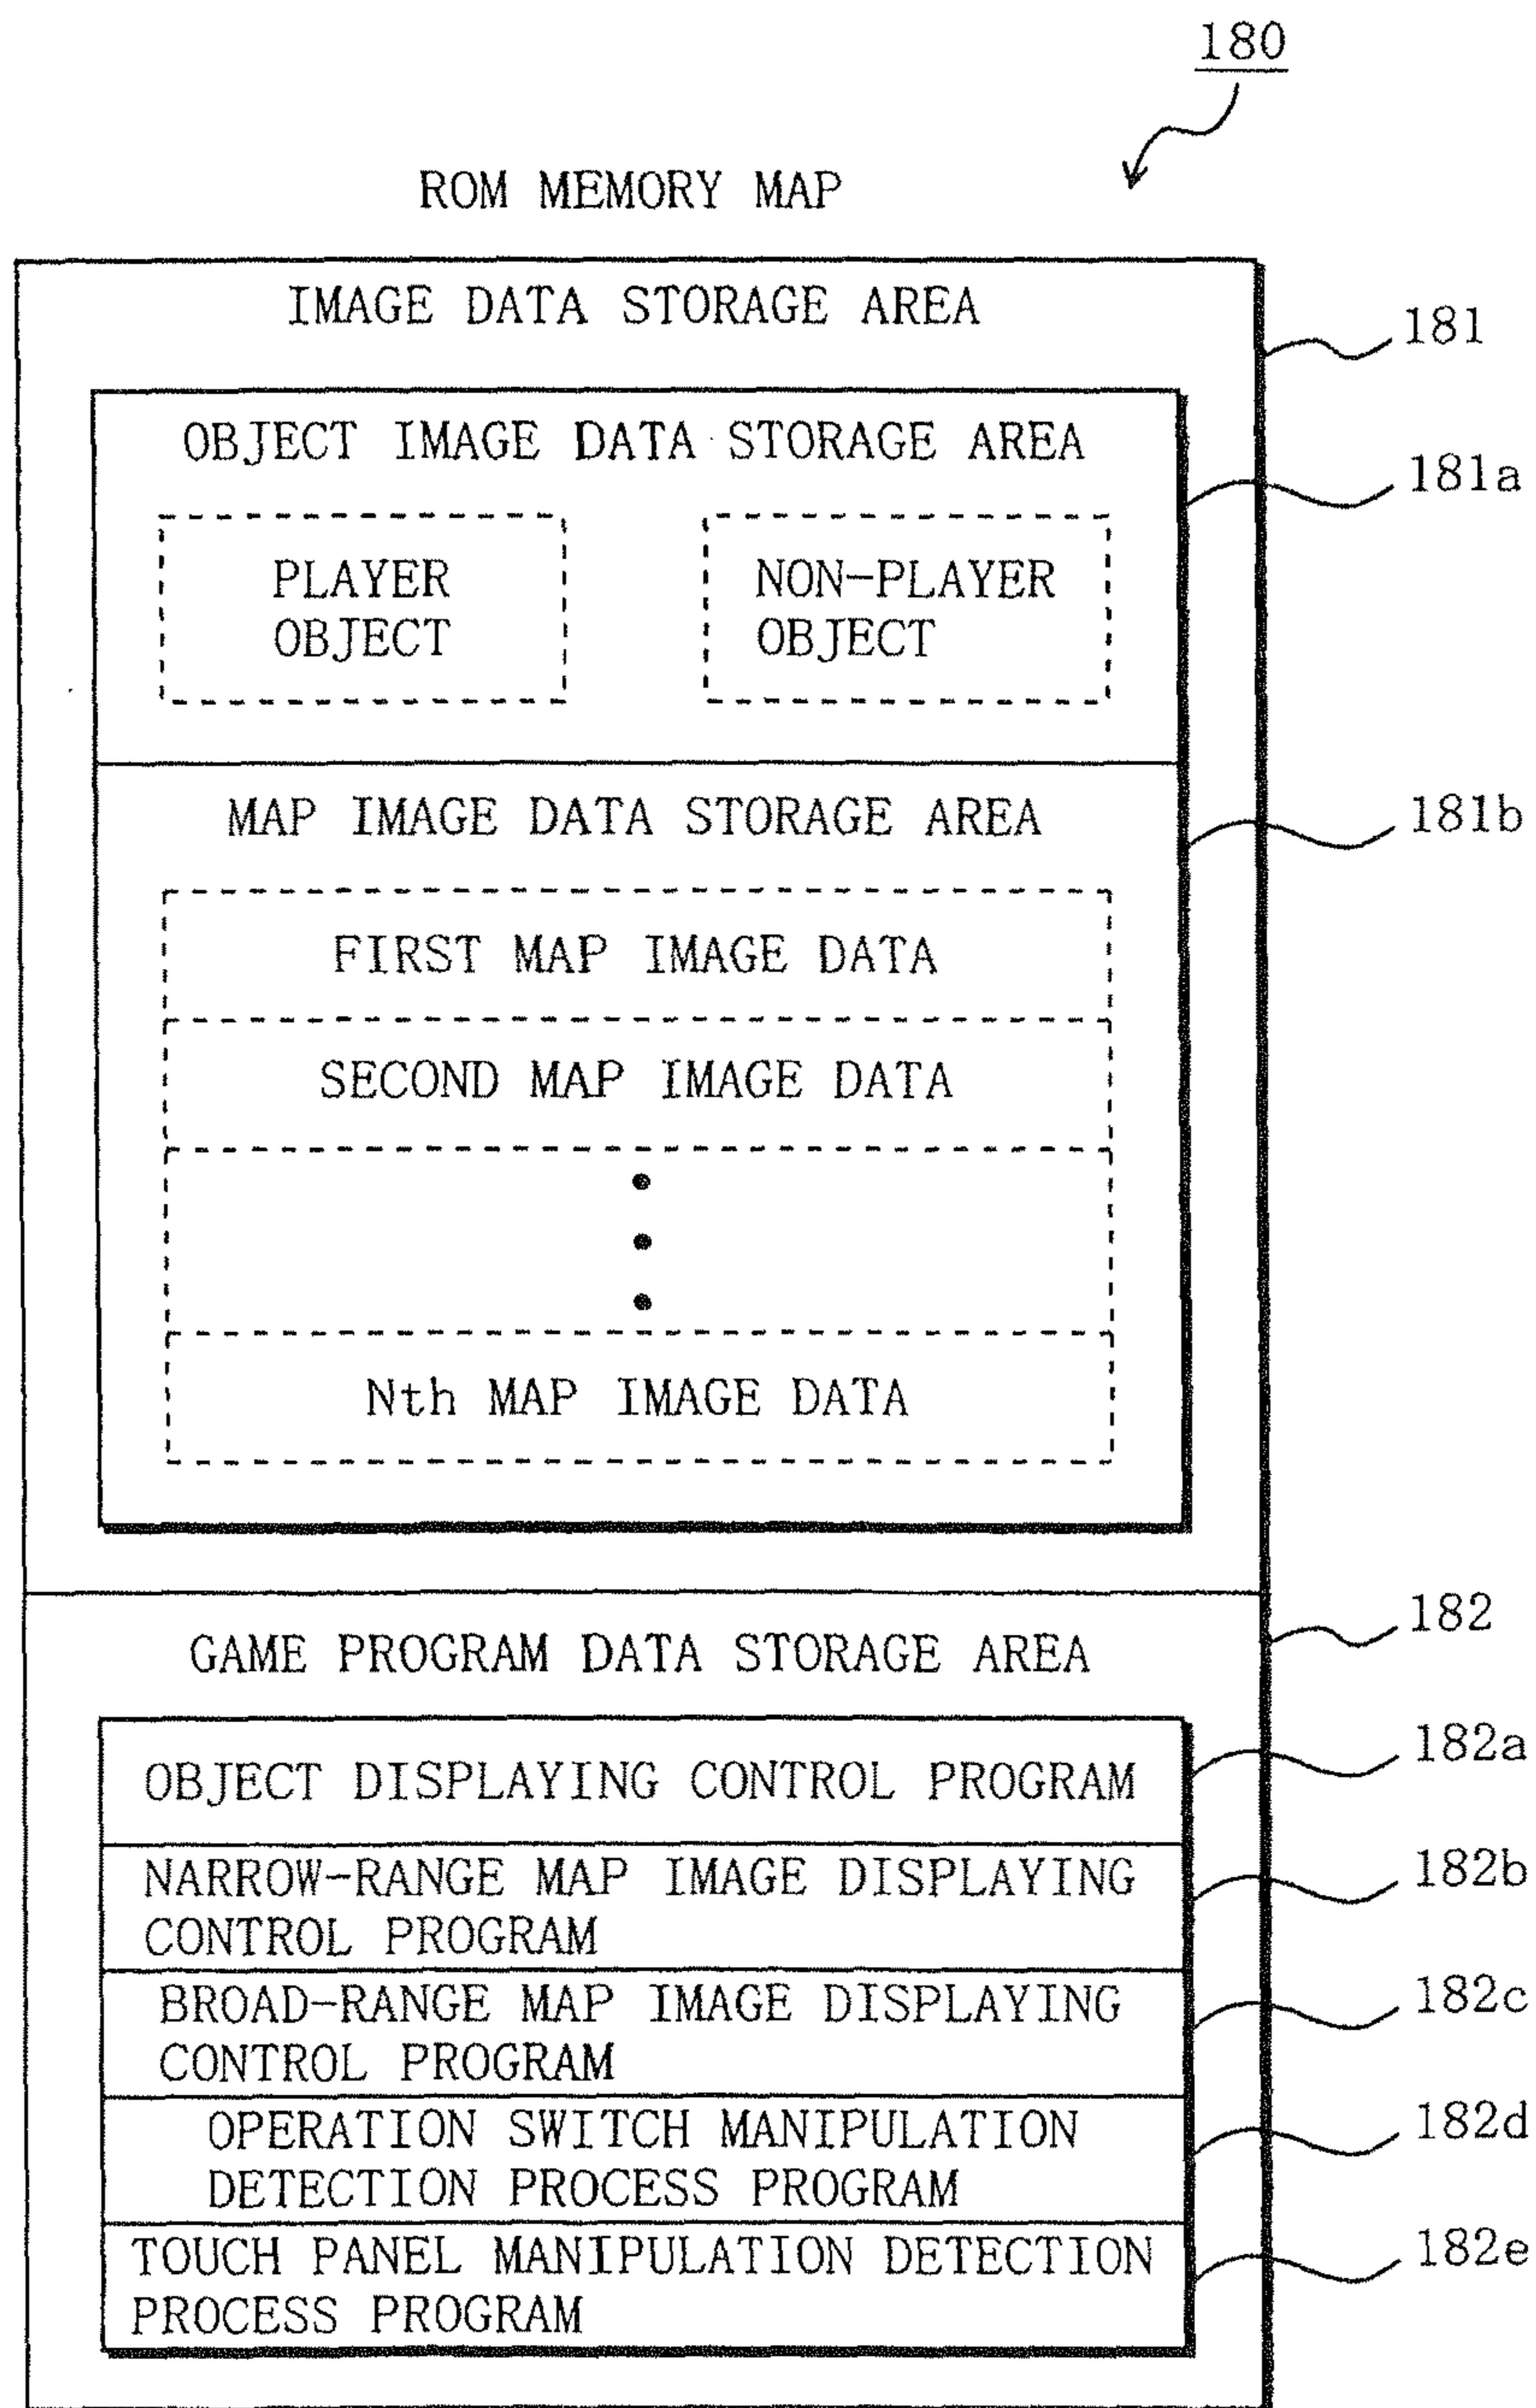 180
ROM MEMORY MAP
IMAGE DATA STORAGE AREA
181
OBJECT IMAGE DATA STORAGE AREA
181a
PLAYER
OBJECT
NON-PLAYER
OBJECT
MAP IMAGE DATA STORAGE AREA
181b
FIRST MAP IMAGE DATA
SECOND MAP IMAGE DATA
Nth MAP IMAGE DATA
182
GAME PROGRAM DATA STORAGE AREA
182a
OBJECT DISPLAYING CONTROL PROGRAM
182b
NARROW-RANGE MAP IMAGE DISPLAYING
CONTROL PROGRAM
182c
BROAD-RANGE MAP IMAGE DISPLAYING
CONTROL PROGRAM
182d
OPERATION SWITCH MANIPULATION
DETECTION PROCESS PROGRAM
182e
TOUCH PANEL MANIPULATION DETECTION
PROCESS PROGRAM